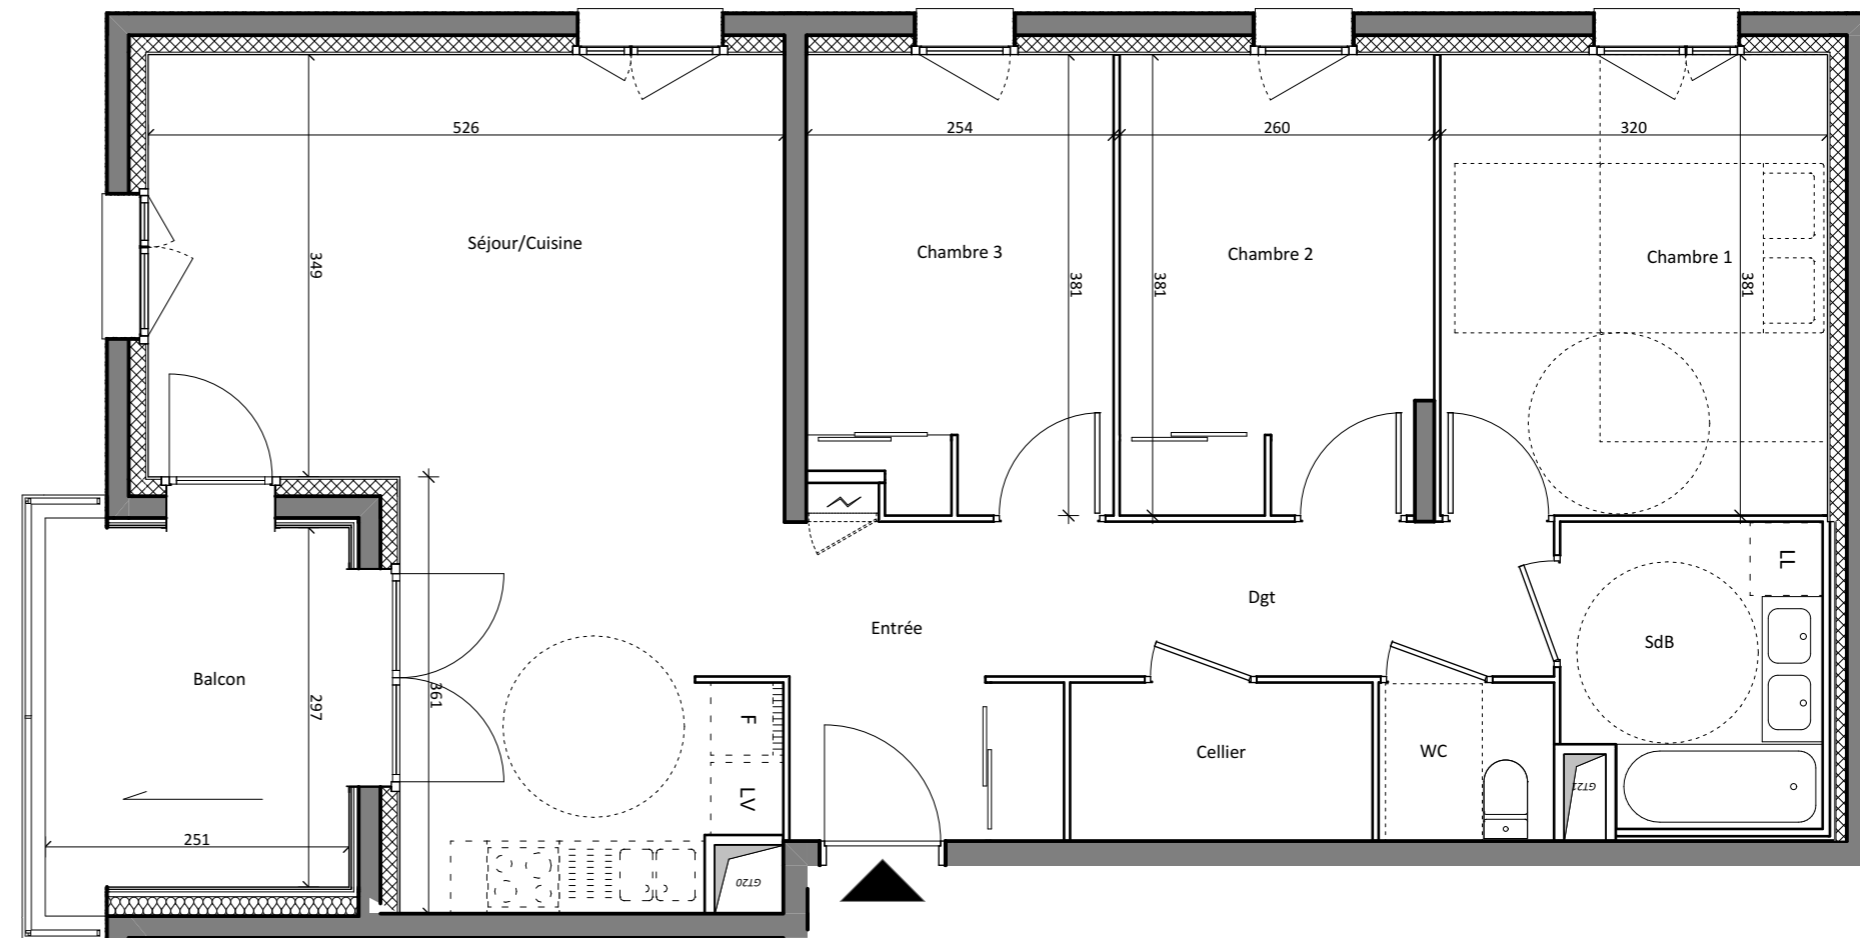 526
254
260
320
349
Séjour/Cuisine
Chambre 3
Chambre 2
Chambre 1
381
381
381
Balcon
297
361
251
Entrée
Dgt
SdB
LL
F
LV
Cellier
WC
GT20
GT21